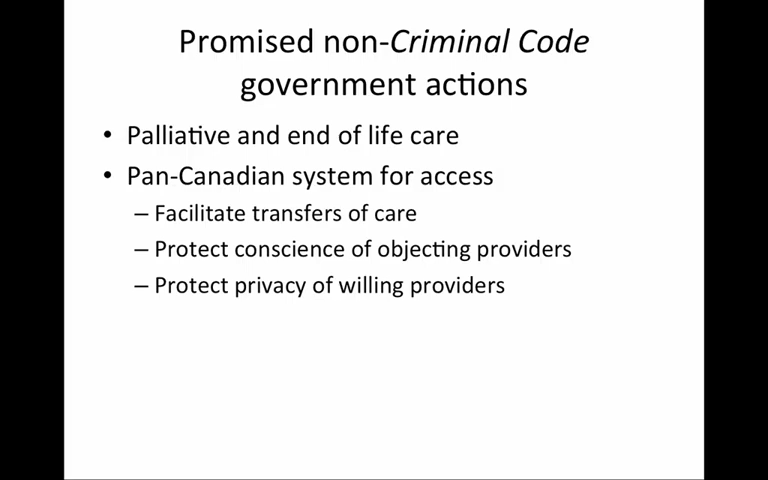 Promised non-Criminal Code
government actions
• Palliative and end of life care
• Pan-Canadian system for access
– Facilitate transfers of care
– Protect conscience of objecting providers
– Protect privacy of willing providers